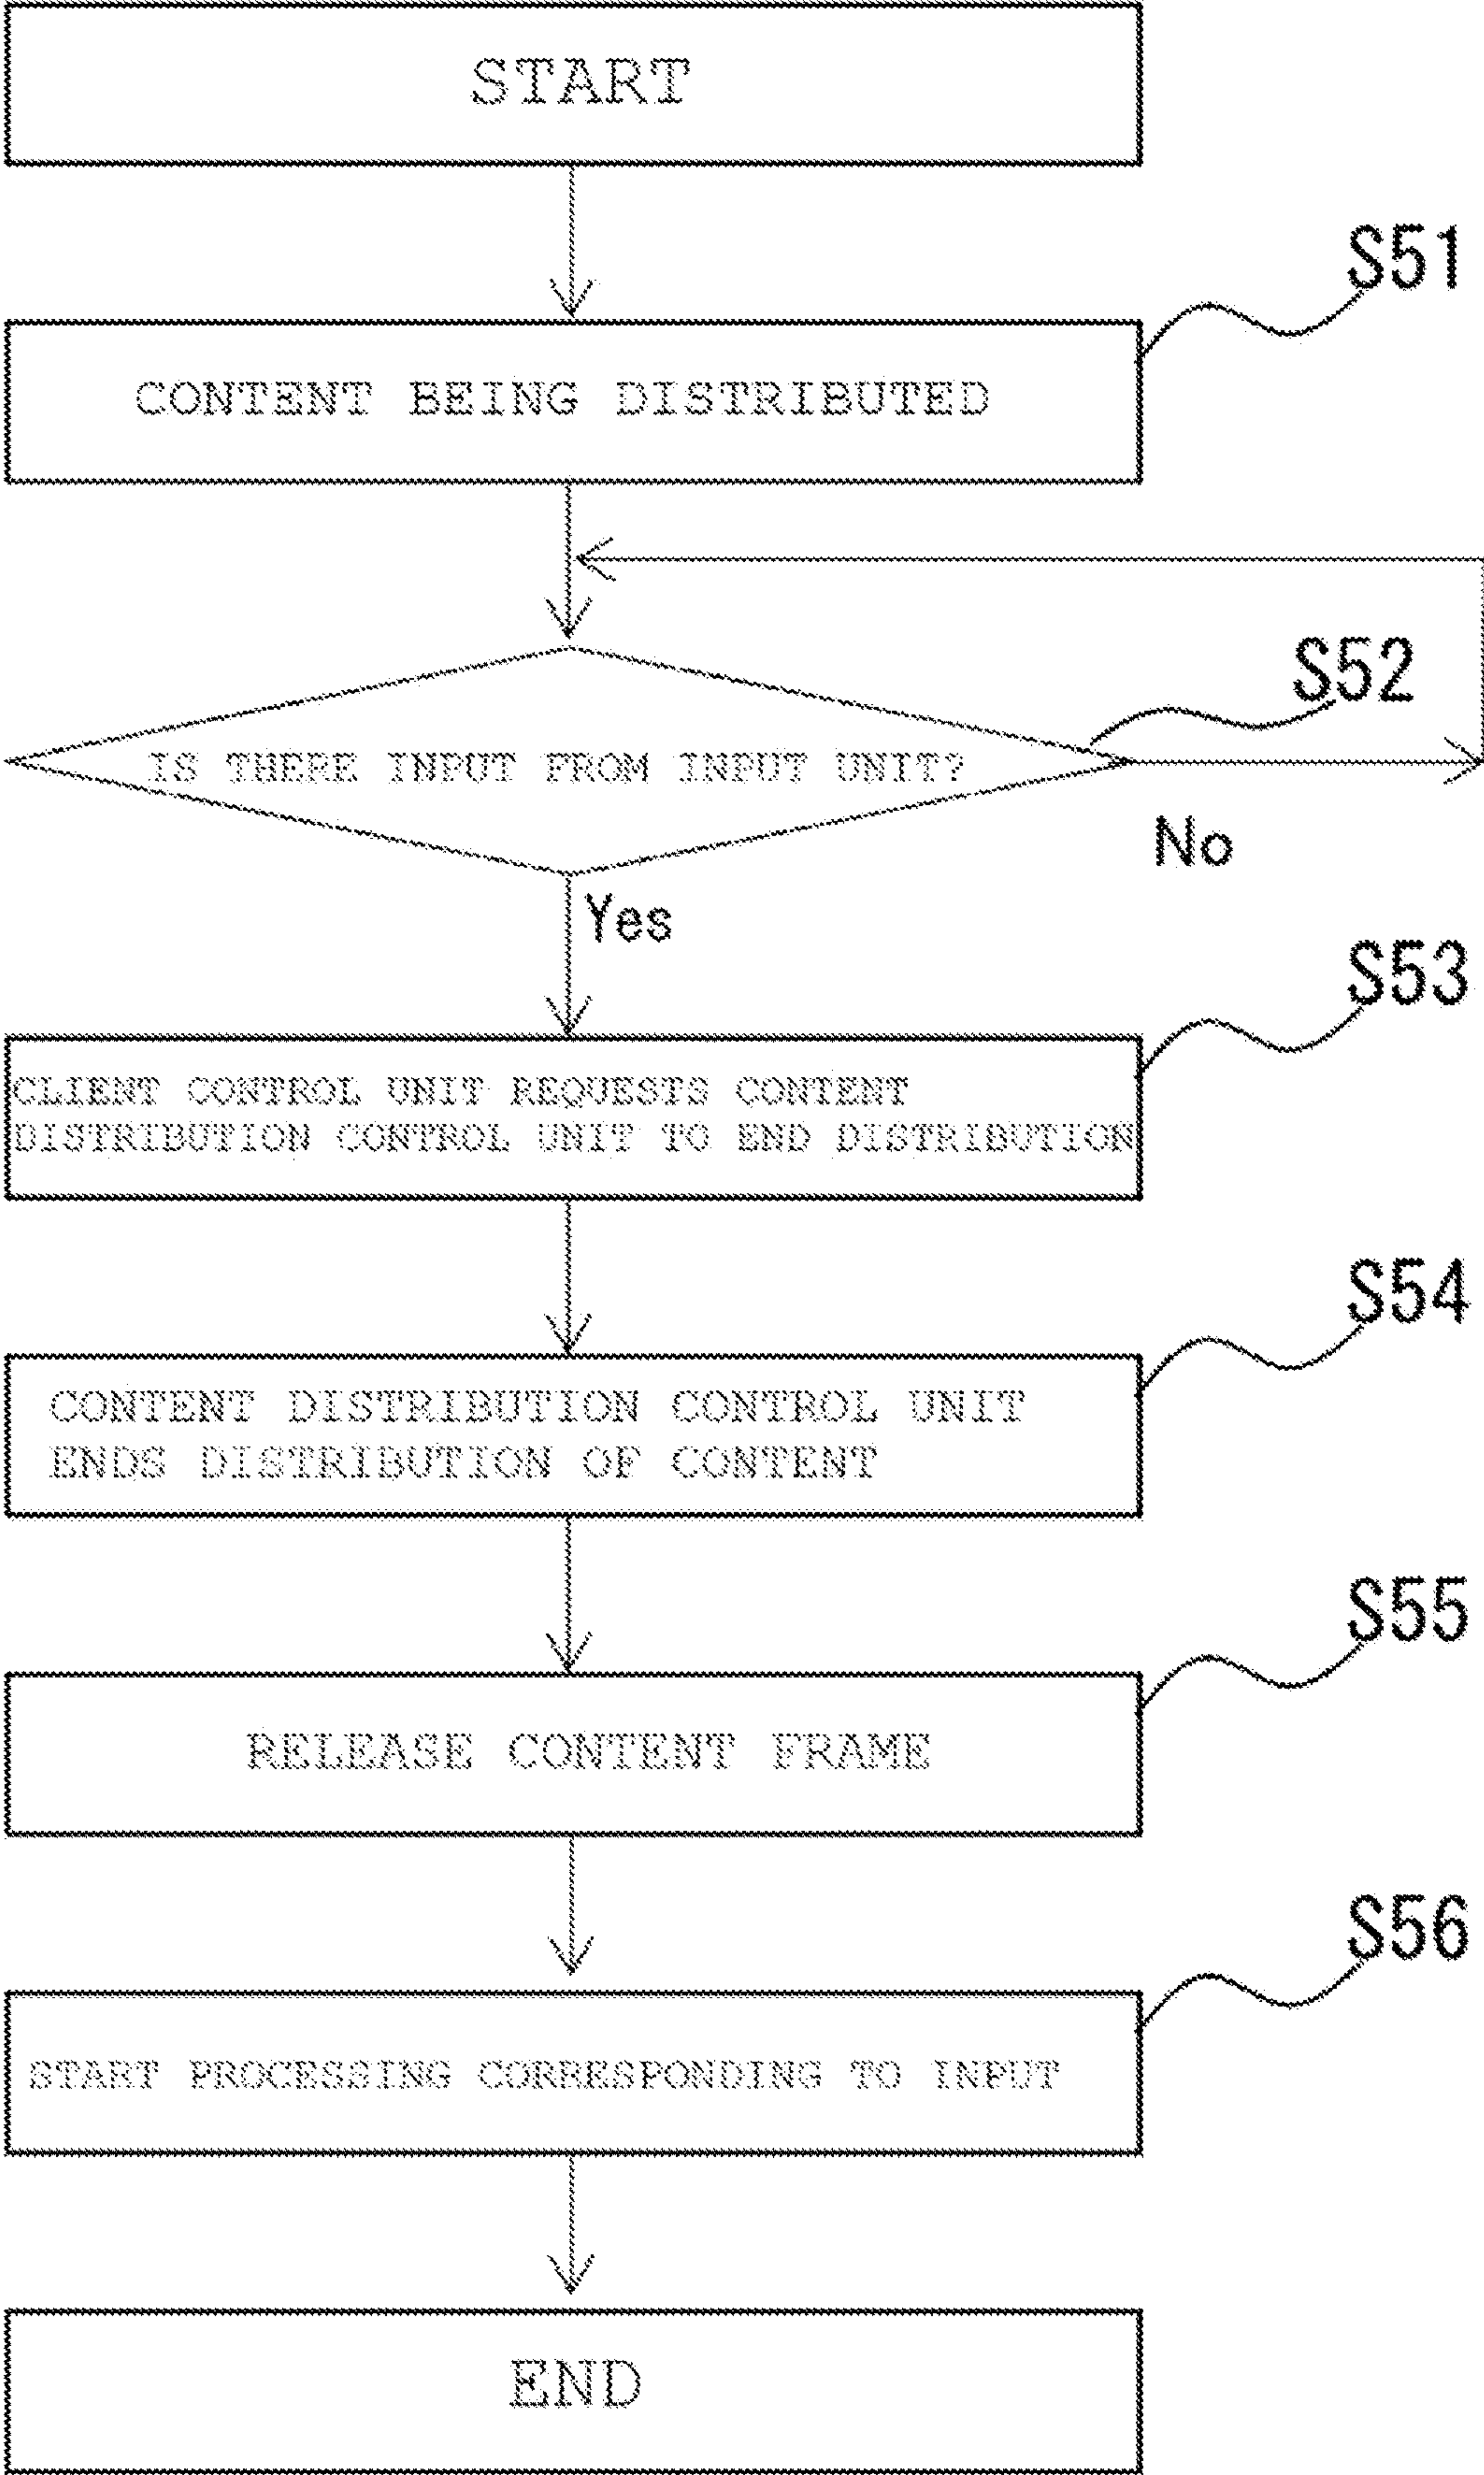 START
S51
CONTENT BEING DISTRIBUTED
S52
IS THERE INPUT FROM INPUT UNIT?
No
Yes
S53
CLIENT CONTROL UNIT REQUESTS CONTENT
DISTRIBUTION CONTROL UNIT TO END DISTRIBUTION
S54
CONTENT DISTRIBUTION CONTROL UNIT
ENDS DISTRIBUTION OF CONTENT
S55
RELEASE CONTENT FRAME
S56
START PROCESSING CORRESPONDING TO INPUT
END